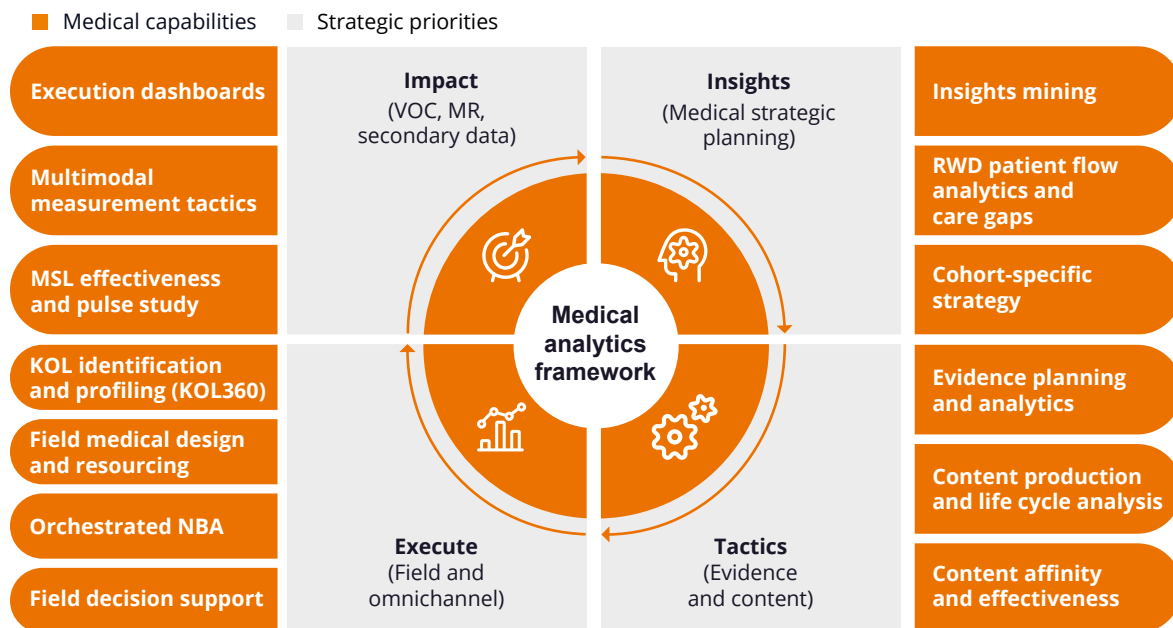 Medical capabilities
Strategic priorities
Execution dashboards
Multimodal
measurement tactics
MSL effectiveness
and pulse study
KOL identification
and profiling (KOL360)
Field medical design
and resourcing
Orchestrated NBA
Field decision support
Impact
(VOC, MR,
secondary data)
Insights
(Medical strategic
planning)
Medical
analytics
framework
Execute
(Field and
omnichannel)
Tactics
(Evidence
and content)
Insights mining
RWD patient flow
analytics and
care gaps
Cohort-specific
strategy
Evidence planning
and analytics
Content production
and life cycle analysis
Content affinity
and effectiveness